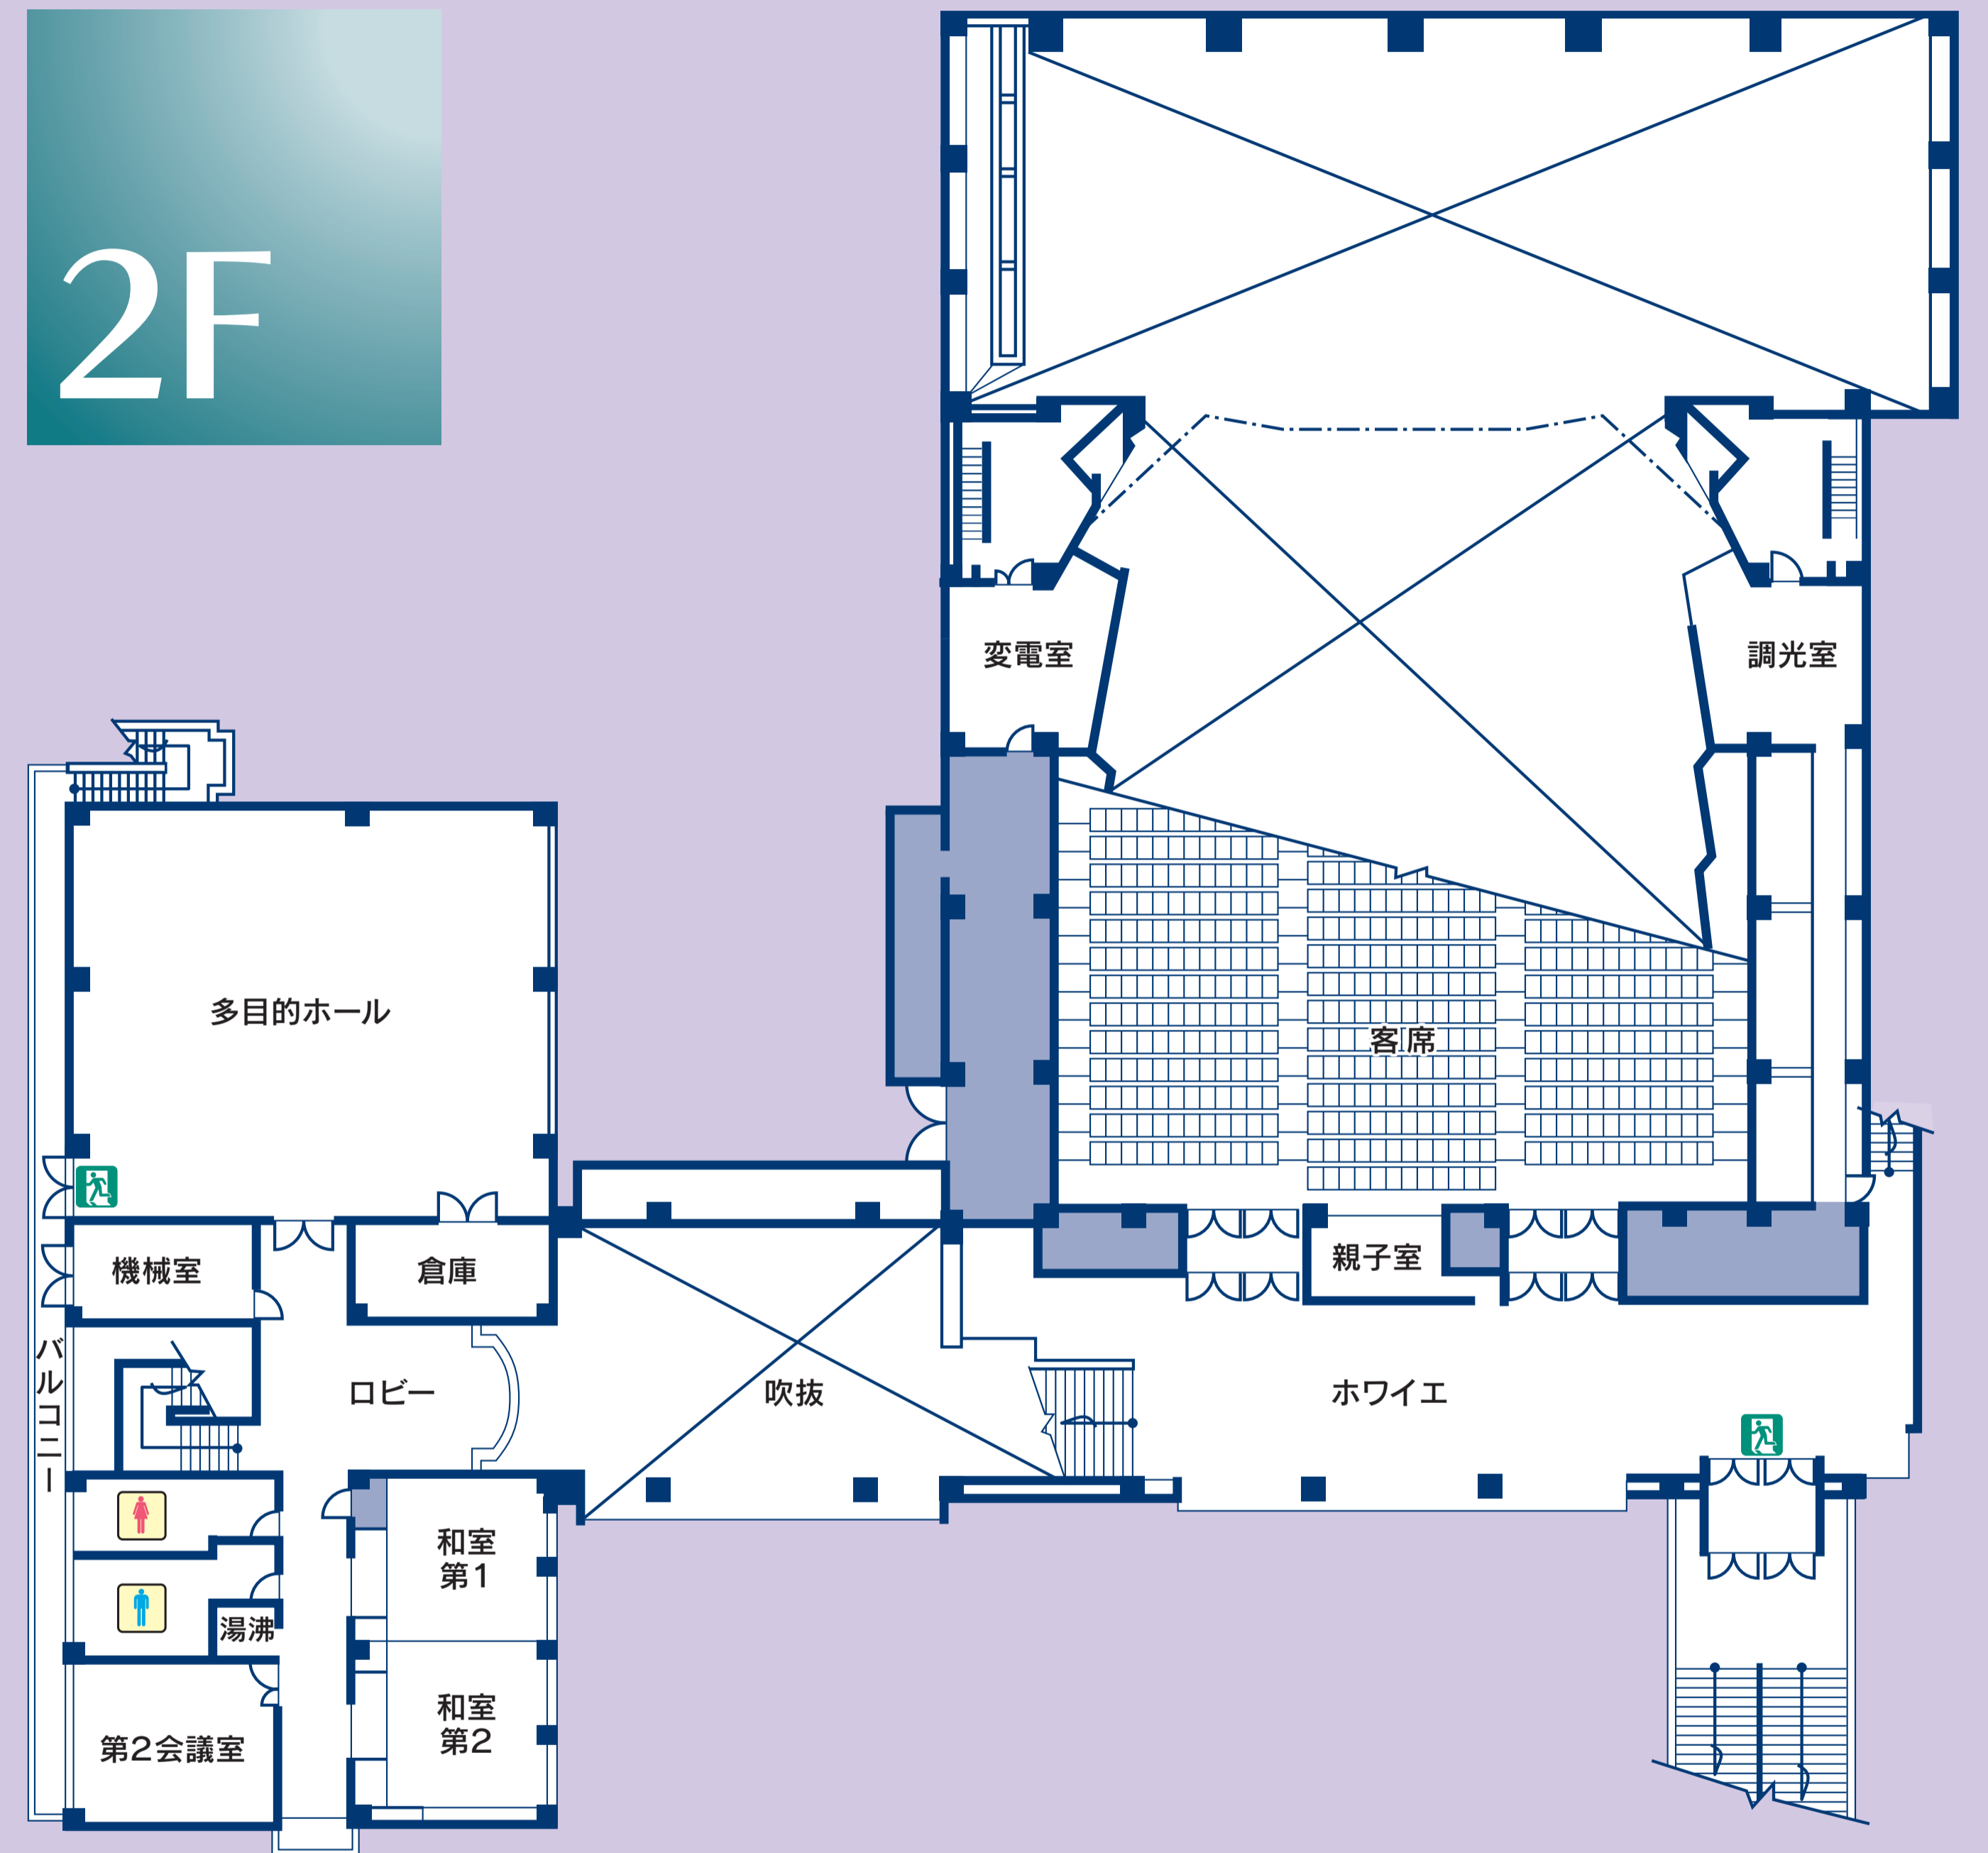 2F
変電室
調光室
多目的ホール
客席
機械室
倉庫
親子室
バルコニー
ロビー
吹抜
ホワイエ
和室
第1
湯沸
和室
第2
第2会議室